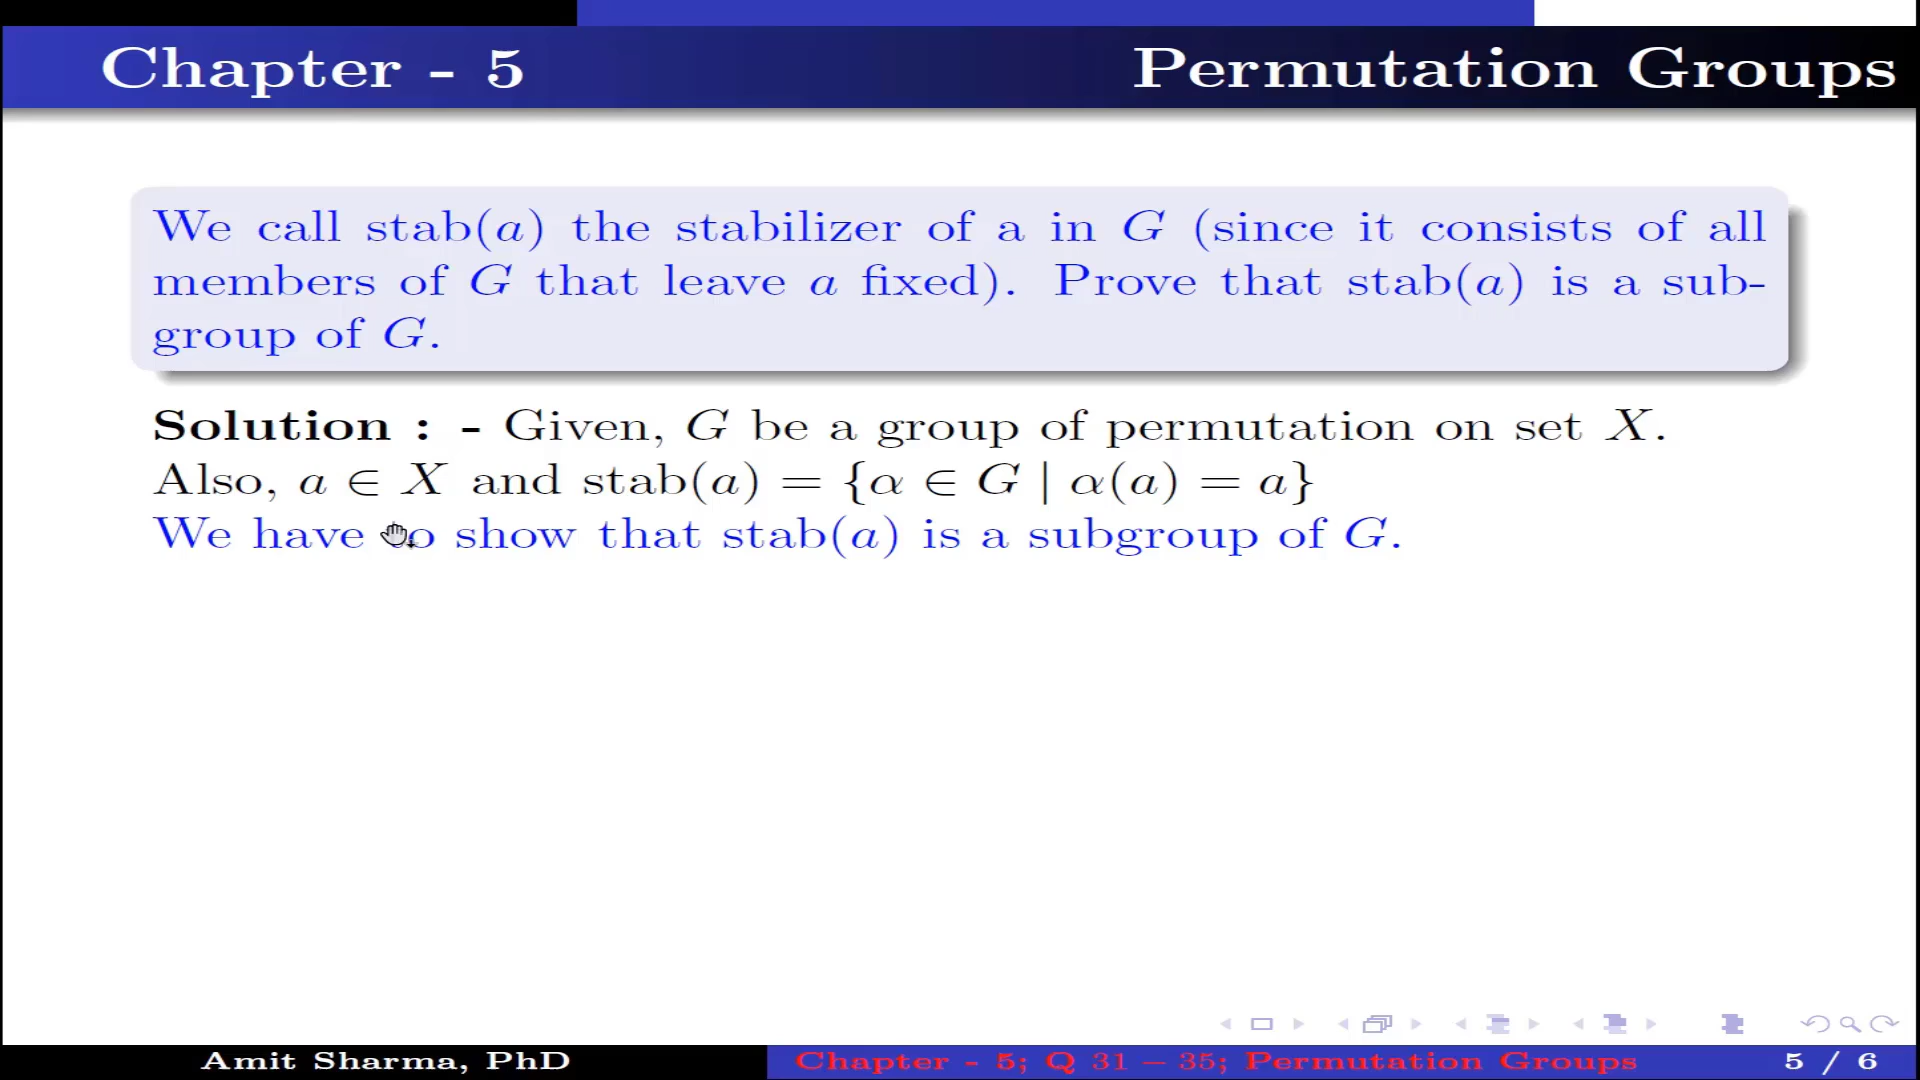 Chapter - 5 Permutation Groups
We call stab(a) the stabilizer of a in G (since it consists of all
members of G that leave a fixed). Prove that stab(a) is a sub-
group of G.
Solution : - Given, G be a group of permutation on set X.
Also, a ∈ X and stab(a) = {α ∈ G | α(a) = a}
We have to show that stab(a) is a subgroup of G.
Amit Sharma, PhD Chapter - 5; Q 31 – 35; Permutation Groups 5 / 6